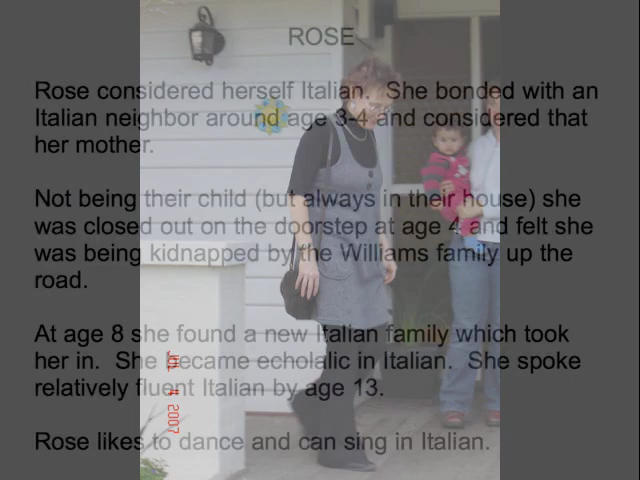 ROSE
Rose considered herself Italian. She bonded with an
Italian neighbor around age 3-4 and considered that
her mother.
Not being their child (but always in their house) she
was closed out on the doorstep at age 4 and felt she
was being kidnapped by the Williams family up the
road.
At age 8 she found a new Italian family which took
her in. She became echolalic in Italian. She spoke
relatively fluent Italian by age 13.
Rose likes to dance and can sing in Italian.